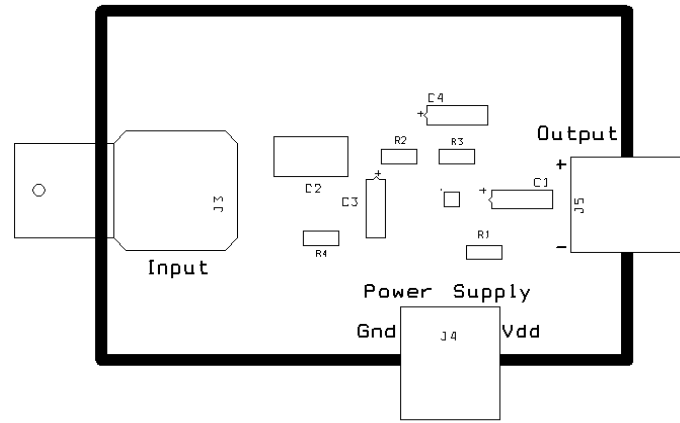 C4
+
Output
R2
R3
+
+
C2
C3
+
C1
J3
J5
R1
-
R4
Input
Power Supply
Gnd
J4
Vdd